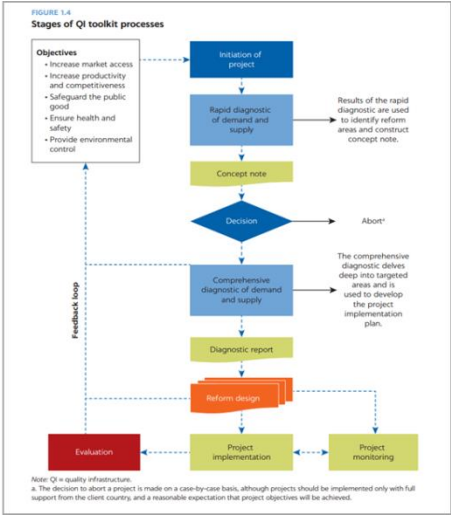 FIGURE 1.4
Stages of QI toolkit processes
Objectives
• Increase market access
• Increase productivity
and competitiveness
• Safeguard the public
good
• Ensure health and
safety
• Provide environmental
control
Initiation of
project
Rapid diagnostic
of demand and
supply
Results of the rapid
diagnostic are used
to identify reform
areas and construct
concept note.
Concept note
Decision
Abortᵃ
Comprehensive
diagnostic of demand
and supply
The comprehensive
diagnostic delves
deep into targeted
areas and is
used to develop
the project
implementation
plan.
Feedback loop
Diagnostic report
Reform design
Evaluation
Project
implementation
Project
monitoring
Note: QI = quality infrastructure.
a. The decision to abort a project is made on a case-by-case basis, although projects should be implemented only with full
support from the client country, and a reasonable expectation that project objectives will be achieved.